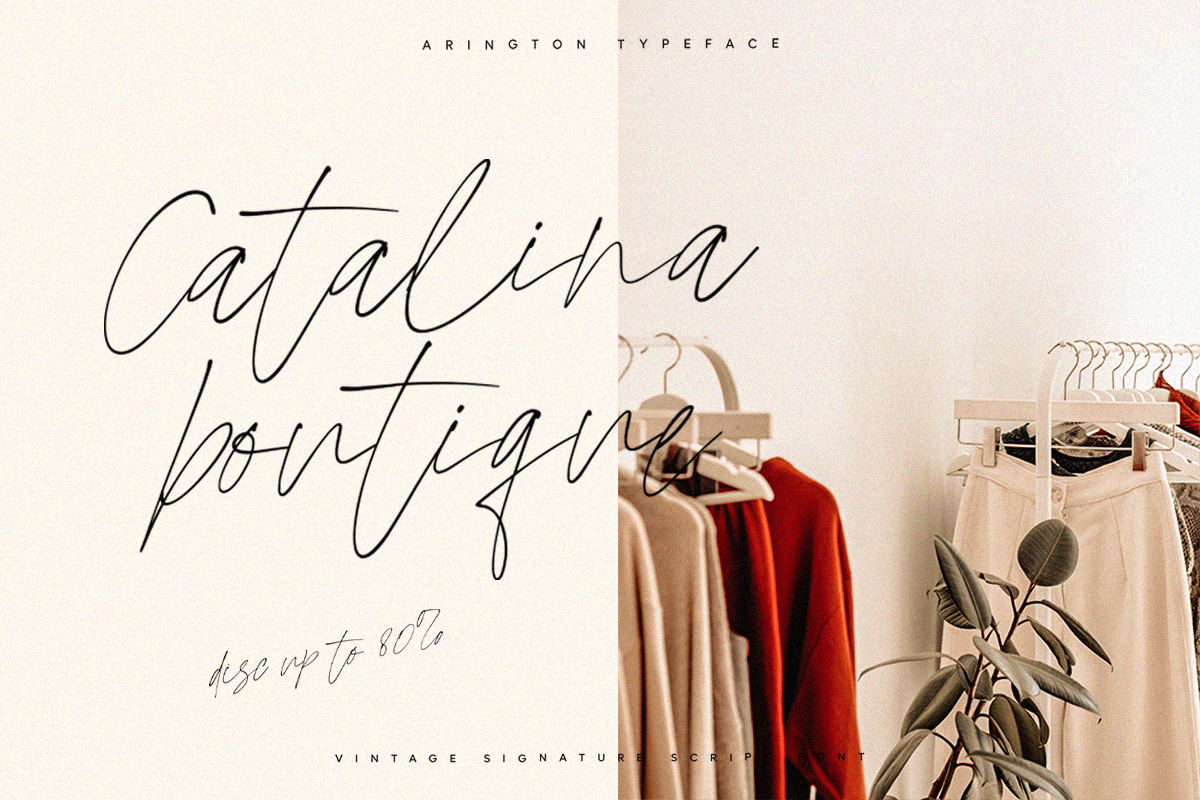 ARINGTON TYPEFACE
Catalina
boutique
disc up to 80%
VINTAGE SIGNATURE SCRIPT FONT